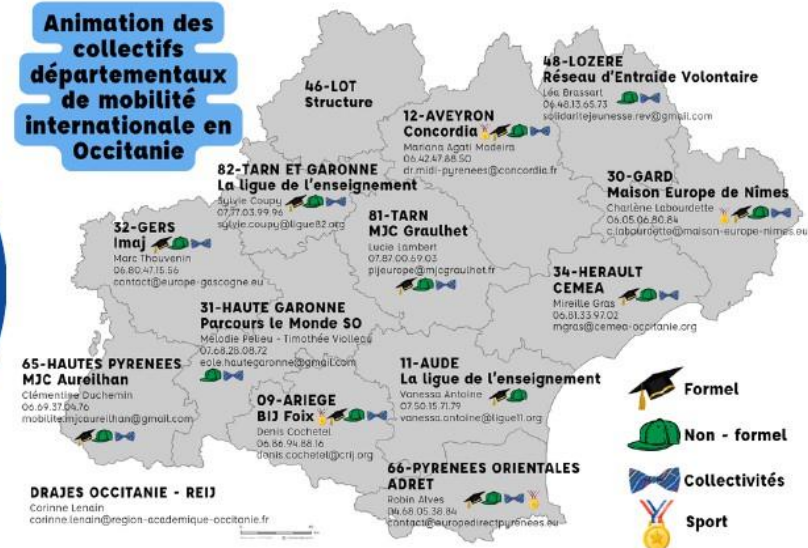 Animation des
collectifs
départementaux
de mobilité
internationale en
Occitanie
46-LOT
Structure
48-LOZERE
Réseau d'Entraide Volontaire
Léa Brassart
06.48.13.65.73
solidaritejeunesse.rev@gmail.com
12-AVEYRON
Concordia
Mariana Agati Madeira
06.42.47.88.50
dr.midi-pyrenees@concordia.fr
82-TARN ET GARONNE
La ligue de l'enseignement
Sylvie Coupy
07.77.03.99.96
sylvie.coupy@ligue82.org
30-GARD
Maison Europe de Nîmes
Charlène Labourdette
06.05.06.80.84
c.labourdette@maison-europe-nimes.eu
32-GERS
Imaj
Marc Thouvenin
06.80.47.15.56
contact@europe-gascogne.eu
81-TARN
MJC Graulhet
Lucie Lambert
07.87.00.69.03
pijeurope@mjcgraulhet.fr
34-HERAULT
CEMEA
Mireille Gras
06.81.33.97.02
mgras@cemea-occitanie.org
31-HAUTE GARONNE
Parcours le Monde SO
Mélodie Pelieu - Timothée Violleau
07.68.28.08.72
eole.hautegaronne@gmail.com
65-HAUTES PYRENEES
MJC Aureilhan
Clémentine Duchemin
06.69.37.04.76
mobilite.mjcaureilhan@gmail.com
11-AUDE
La ligue de l'enseignement
Vanessa Antoine
07.50.15.71.79
vanessa.antoine@ligue11.org
09-ARIEGE
BIJ Foix
Denis Cochetel
06.86.94.88.16
denis.cochetel@crij.org
66-PYRENEES ORIENTALES
ADRET
Robin Alves
04.68.05.38.84
contact@europedirectpyrenees.eu
DRAJES OCCITANIE - REIJ
Corinne Lenain
corinne.lenain@region-academique-occitanie.fr
Formel
Non - formel
Collectivités
Sport